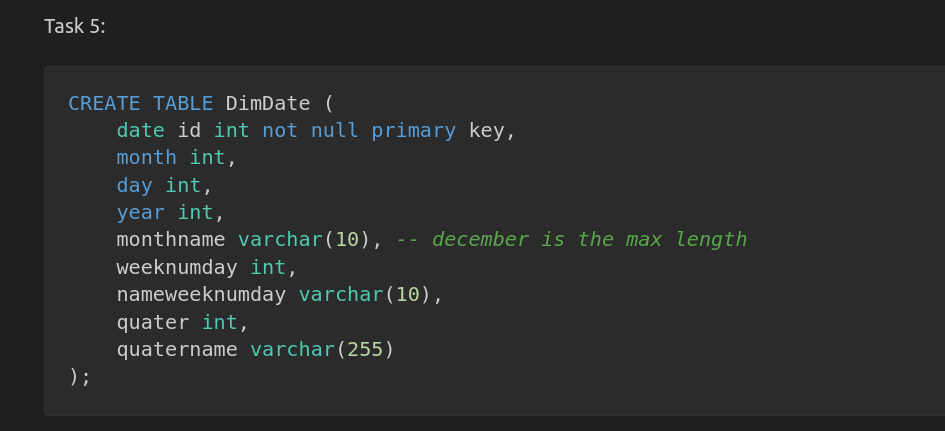 Task 5:
CREATE TABLE DimDate (
    date id int not null primary key,
    month int,
    day int,
    year int,
    monthname varchar(10), -- december is the max length
    weeknumday int,
    nameweeknumday varchar(10),
    quater int,
    quatername varchar(255)
);